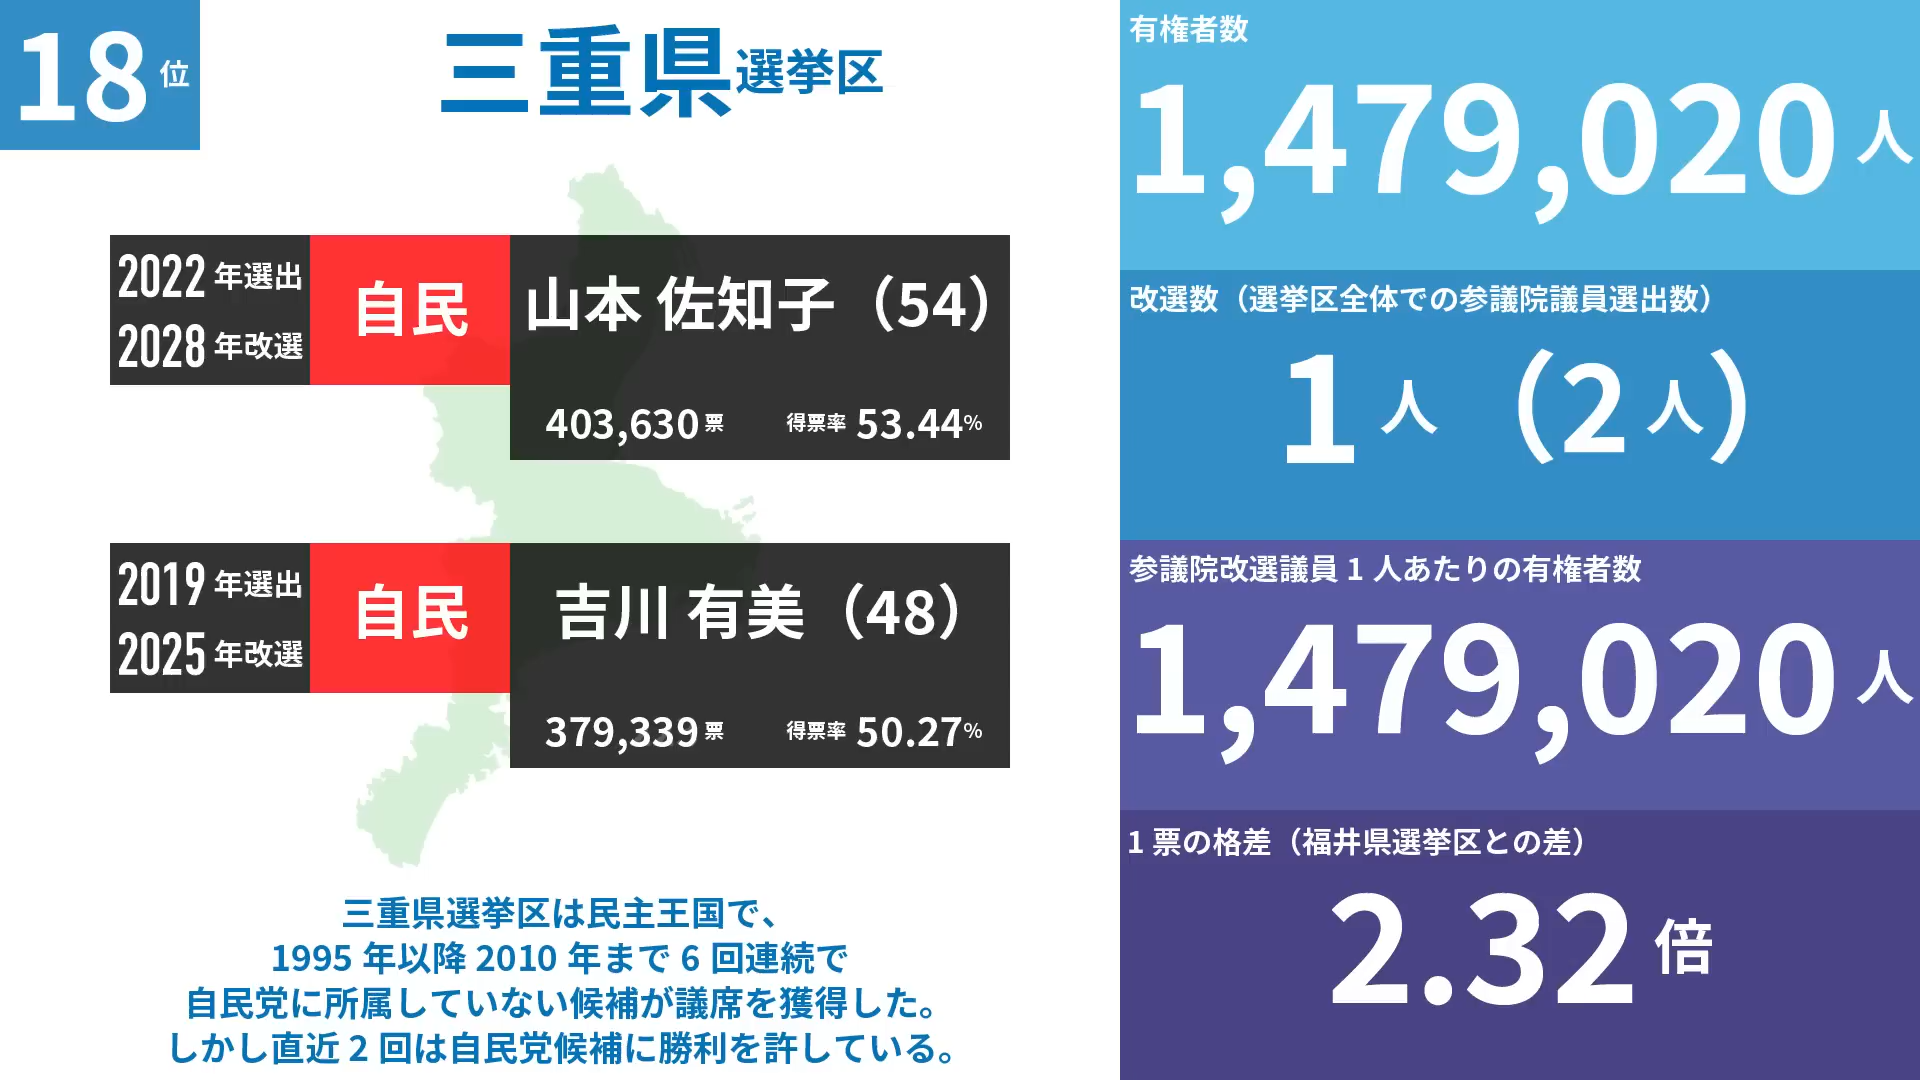 18位
三重県選挙区
2022年選出
2028年改選
自民
山本 佐知子（54）
403,630票 得票率 53.44%
2019年選出
2025年改選
自民
吉川 有美（48）
379,339票 得票率 50.27%
三重県選挙区は民主王国で、
1995年以降2010年まで6回連続で
自民党に所属していない候補が議席を獲得した。
しかし直近2回は自民党候補に勝利を許している。
有権者数
1,479,020人
改選数（選挙区全体での参議院議員選出数）
1人（2人）
参議院改選議員1人あたりの有権者数
1,479,020人
1票の格差（福井県選挙区との差）
2.32倍